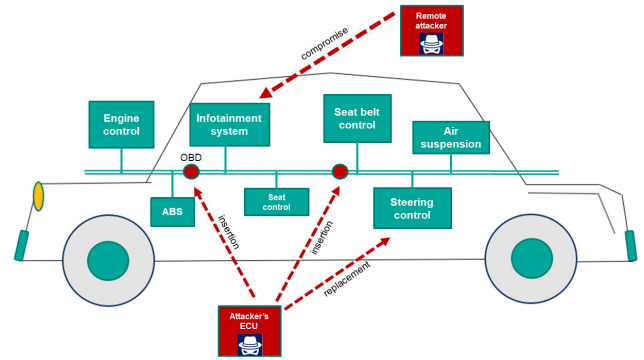 Remote
attacker
compromise
Engine
control
Infotainment
system
Seat belt
control
Air
suspension
OBD
ABS
Seat
control
Steering
control
insertion
insertion
replacement
Attacker's
ECU